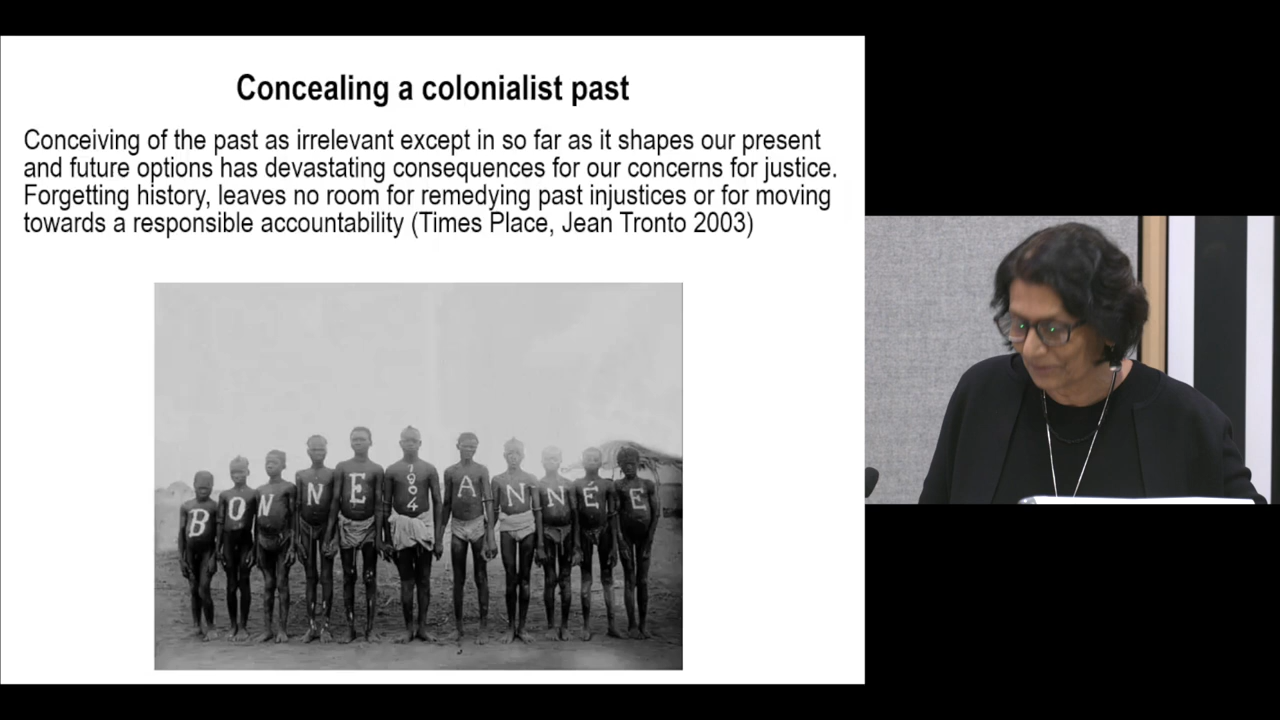 Concealing a colonialist past
Conceiving of the past as irrelevant except in so far as it shapes our present
and future options has devastating consequences for our concerns for justice.
Forgetting history, leaves no room for remedying past injustices or for moving
towards a responsible accountability (Times Place, Jean Tronto 2003)
BONNE 1904 ANNÉE